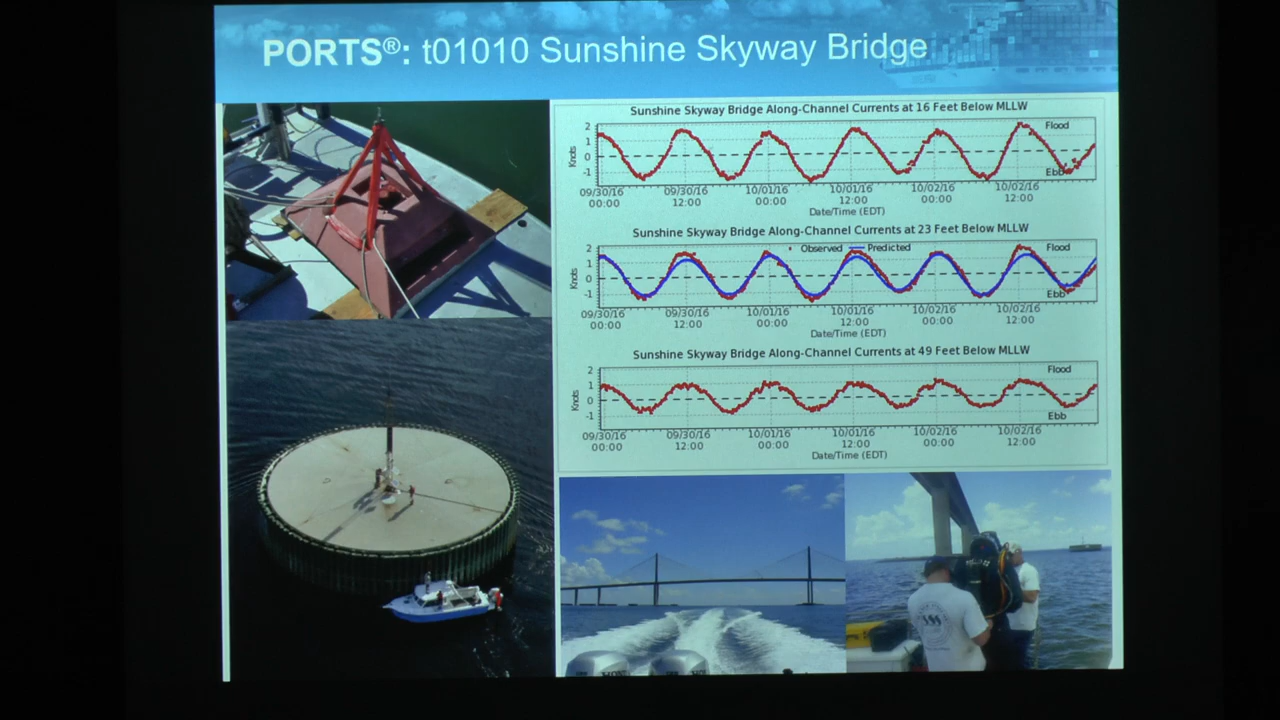 PORTS®: t01010 Sunshine Skyway Bridge
Sunshine Skyway Bridge Along-Channel Currents at 16 Feet Below MLLW
2
1
0
-1
Knots
Flood
Ebb
09/30/16 09/30/16 10/01/16 10/01/16 10/02/16 10/02/16
00:00 12:00 00:00 12:00 00:00 12:00
Date/Time (EDT)
Sunshine Skyway Bridge Along-Channel Currents at 23 Feet Below MLLW
Observed Predicted
2
1
0
-1
Knots
Flood
Ebb
09/30/16 09/30/16 10/01/16 10/01/16 10/02/16 10/02/16
00:00 12:00 00:00 12:00 00:00 12:00
Date/Time (EDT)
Sunshine Skyway Bridge Along-Channel Currents at 49 Feet Below MLLW
2
1
0
-1
Knots
Flood
Ebb
09/30/16 09/30/16 10/01/16 10/01/16 10/02/16 10/02/16
00:00 12:00 00:00 12:00 00:00 12:00
Date/Time (EDT)